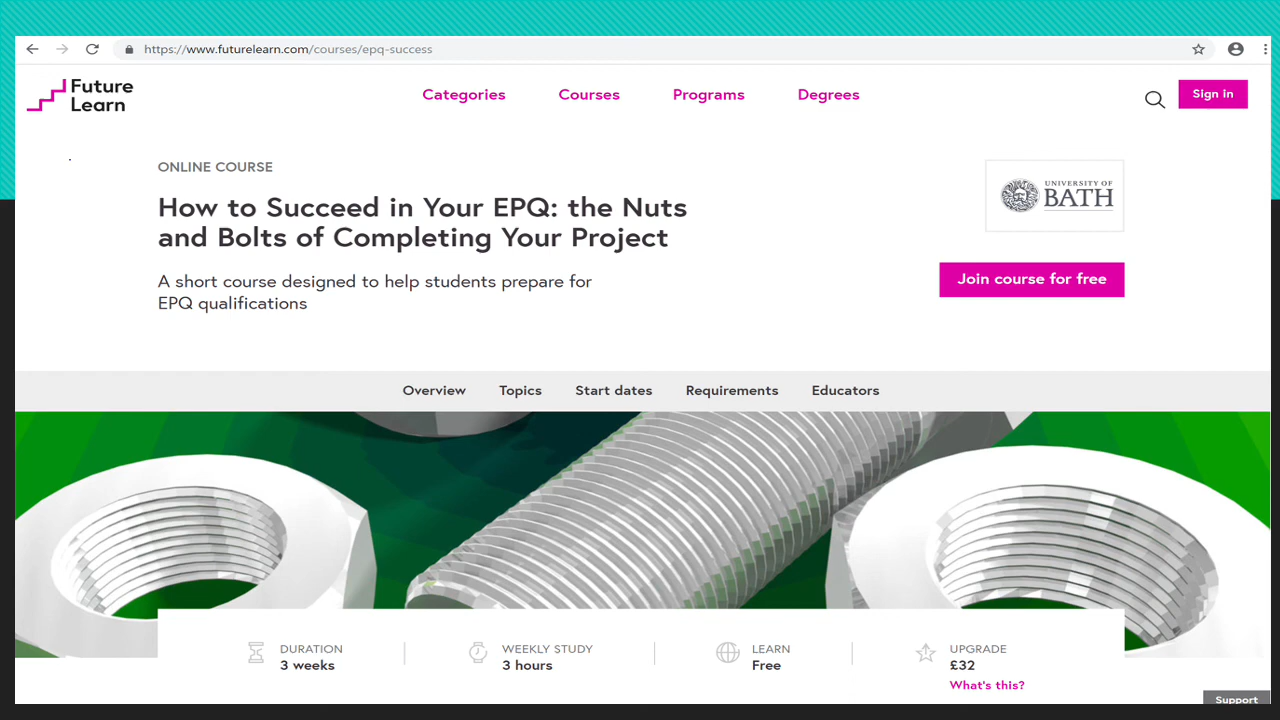 https://www.futurelearn.com/courses/epq-success
Future
Learn
Categories
Courses
Programs
Degrees
Sign in
ONLINE COURSE
How to Succeed in Your EPQ: the Nuts
and Bolts of Completing Your Project
A short course designed to help students prepare for
EPQ qualifications
UNIVERSITY OF
BATH
Join course for free
Overview
Topics
Start dates
Requirements
Educators
DURATION
3 weeks
WEEKLY STUDY
3 hours
LEARN
Free
UPGRADE
£32
What's this?
Support